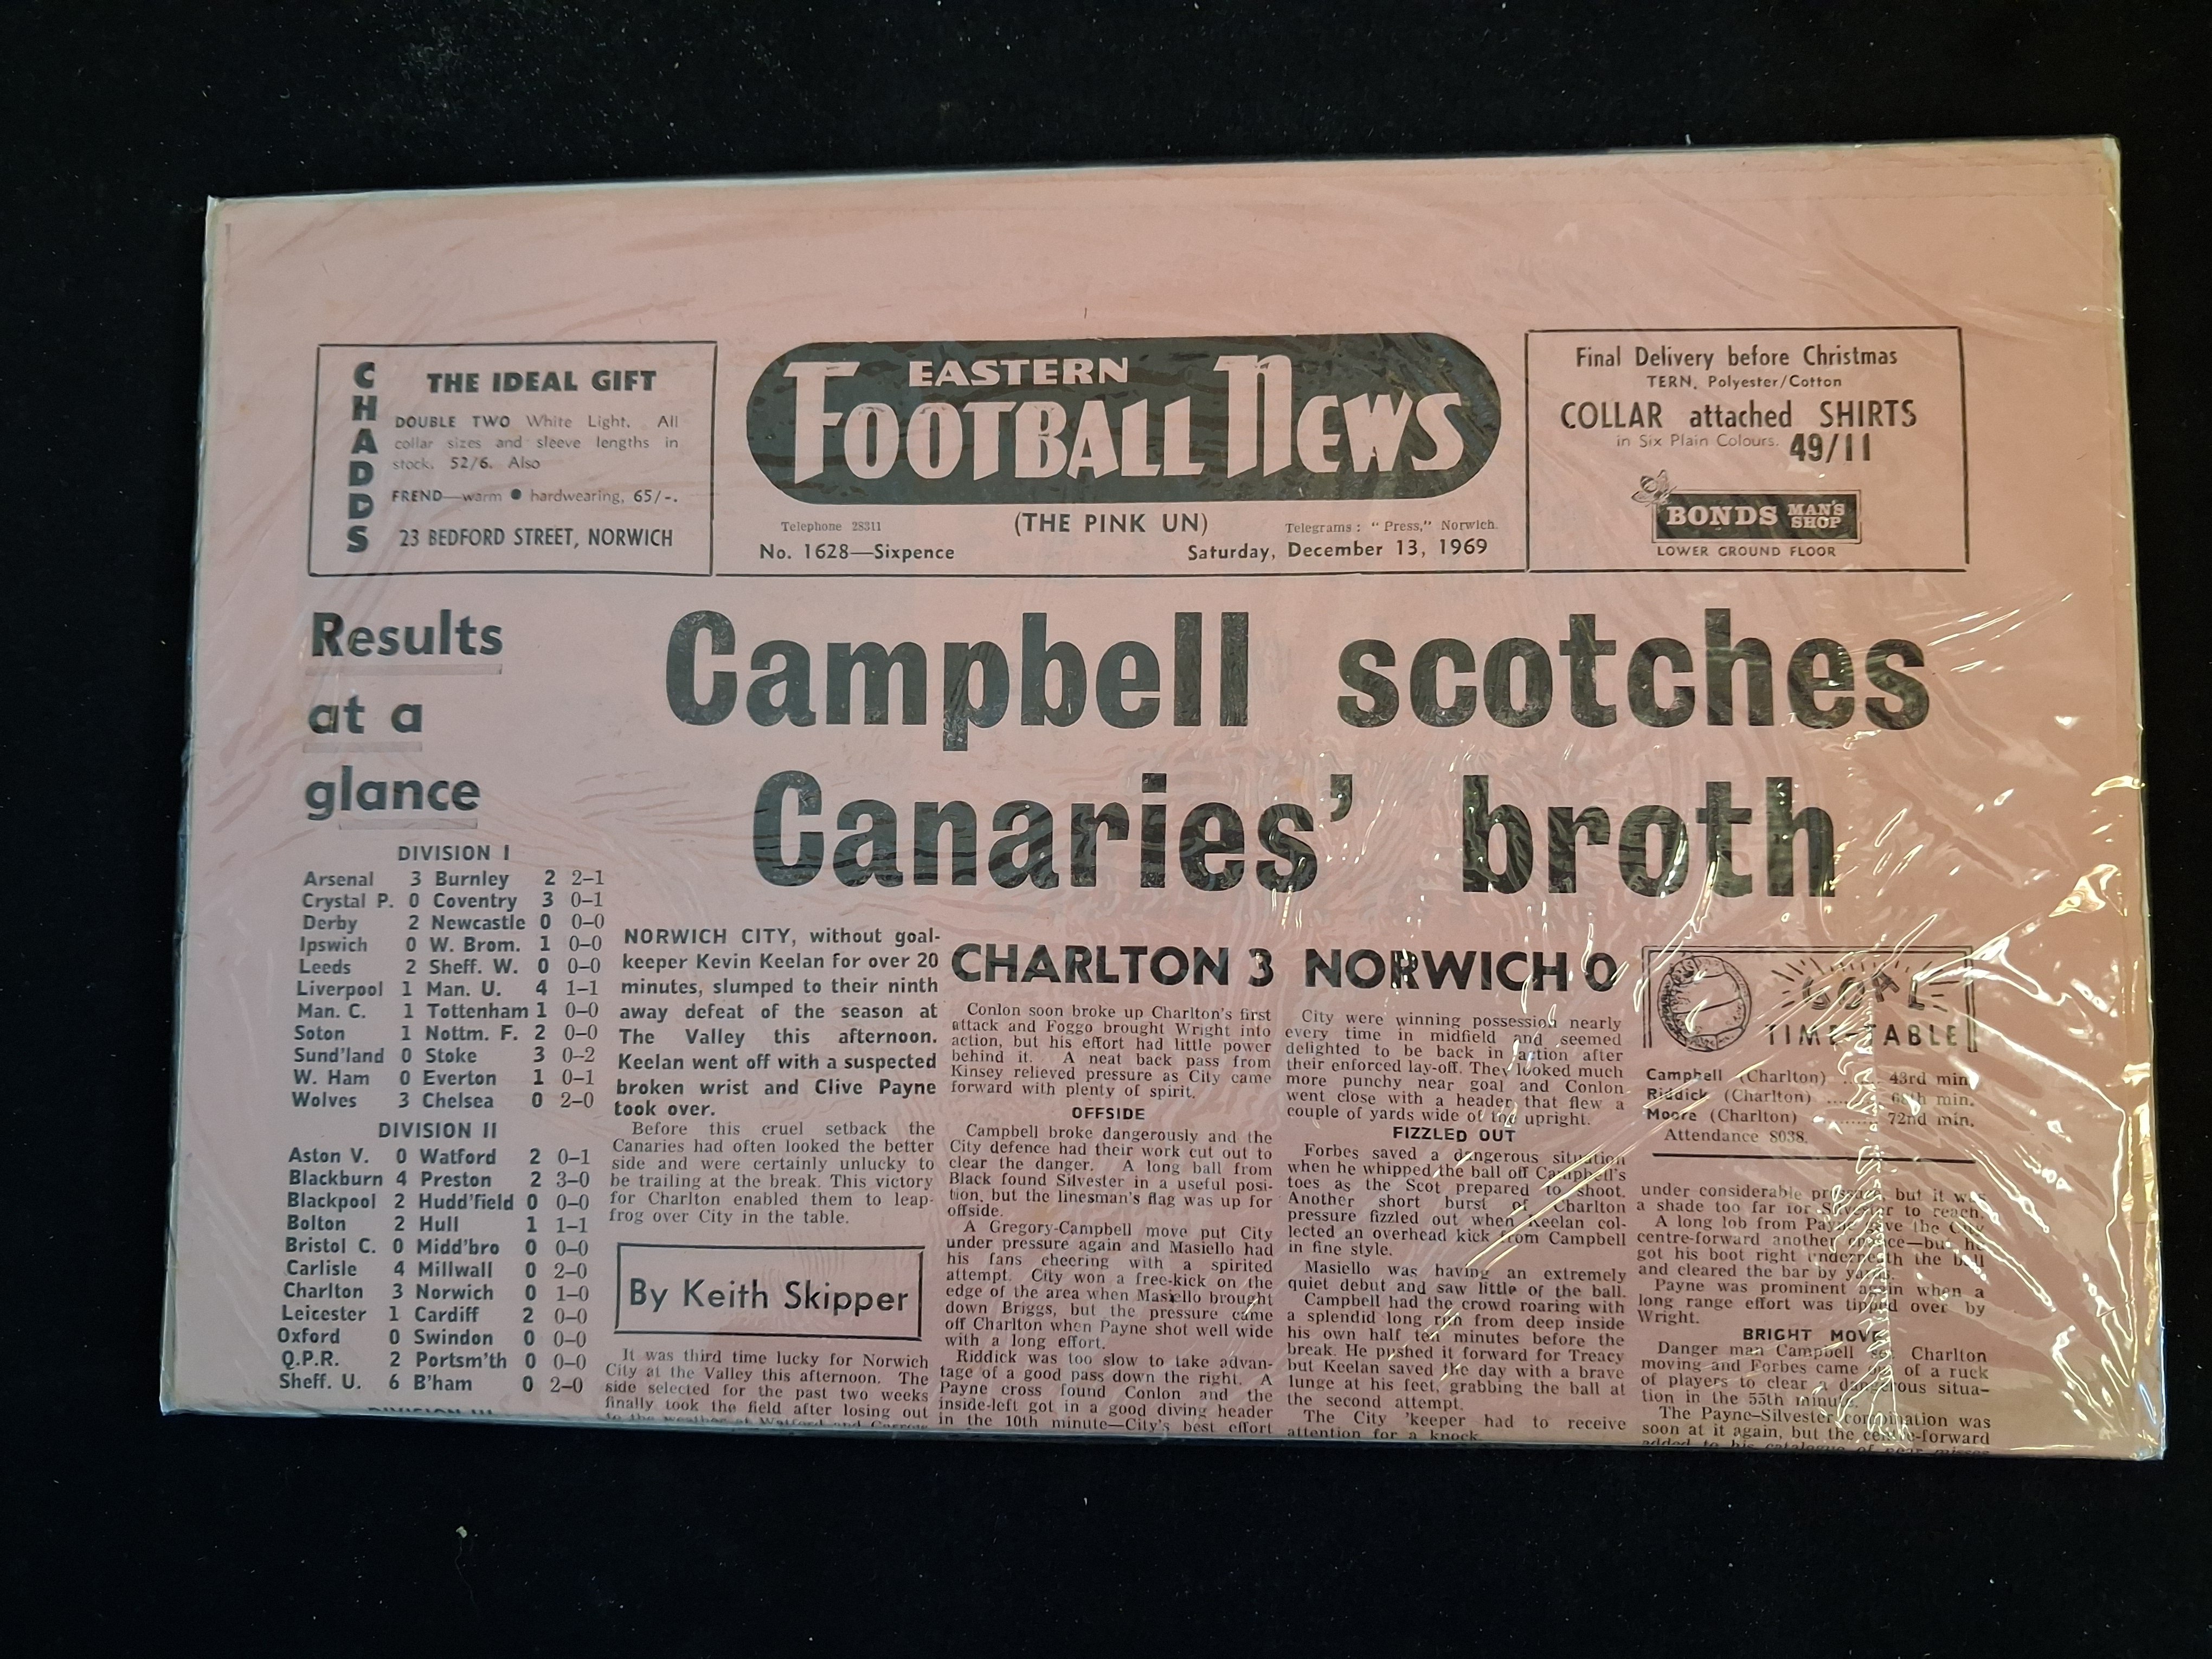 CHADDS
THE IDEAL GIFT
DOUBLE TWO White Light. All
collar sizes and sleeve lengths in
stock. 52/6. Also
FREND—warm ● hardwearing, 65/-.
23 BEDFORD STREET, NORWICH
EASTERN
FOOTBALL NEWS
(THE PINK UN)
Telephone 28311
Telegrams: "Press," Norwich.
No. 1628—Sixpence
Saturday, December 13, 1969
Final Delivery before Christmas
TERN, Polyester/Cotton
COLLAR attached SHIRTS
in Six Plain Colours. 49/11
BONDS MAN'S SHOP
LOWER GROUND FLOOR
Results
at a
glance
Campbell scotches
Canaries' broth
DIVISION I
Arsenal 3 Burnley 2 2–1
Crystal P. 0 Coventry 3 0–1
Derby 2 Newcastle 0 0–0
Ipswich 0 W. Brom. 1 0–0
Leeds 2 Sheff. W. 0 0–0
Liverpool 1 Man. U. 4 1–1
Man. C. 1 Tottenham 1 0–0
Soton 1 Nottm. F. 2 0–0
Sund'land 0 Stoke 3 0–2
W. Ham 0 Everton 1 0–1
Wolves 3 Chelsea 0 2–0
DIVISION II
Aston V. 0 Watford 2 0–1
Blackburn 4 Preston 2 3–0
Blackpool 2 Hudd'field 0 0–0
Bolton 2 Hull 1 1–1
Bristol C. 0 Midd'bro 0 0–0
Carlisle 4 Millwall 0 2–0
Charlton 3 Norwich 0 1–0
Leicester 1 Cardiff 2 0–0
Oxford 0 Swindon 0 0–0
Q.P.R. 2 Portsm'th 0 0–0
Sheff. U. 6 B'ham 0 2–0
DIVISION III
NORWICH CITY, without goal-
keeper Kevin Keelan for over 20
minutes, slumped to their ninth
away defeat of the season at
The Valley this afternoon.
Keelan went off with a suspected
broken wrist and Clive Payne
took over.
Before this cruel setback the
Canaries had often looked the better
side and were certainly unlucky to
be trailing at the break. This victory
for Charlton enabled them to leap-
frog over City in the table.
By Keith Skipper
It was third time lucky for Norwich
City at the Valley this afternoon. The
side selected for the past two weeks
finally took the field after losing out
to the weather at Watford and Carrow
CHARLTON 3 NORWICH 0
Conlon soon broke up Charlton's first
attack and Foggo brought Wright into
action, but his effort had little power
behind it. A neat back pass from
Kinsey relieved pressure as City came
forward with plenty of spirit.
OFFSIDE
Campbell broke dangerously and the
City defence had their work cut out to
clear the danger. A long ball from
Black found Silvester in a useful posi-
tion, but the linesman's flag was up for
offside.
A Gregory-Campbell move put City
under pressure again and Masiello had
his fans cheering with a spirited
attempt. City won a free-kick on the
edge of the area when Masiello brought
down Briggs, but the pressure came
off Charlton when Payne shot well wide
with a long effort.
Riddick was too slow to take advan-
tage of a good pass down the right. A
Payne cross found Conlon and the
inside-left got in a good diving header
in the 10th minute—City's best effort
City were winning possession nearly
every time in midfield and seemed
delighted to be back in action after
their enforced lay-off. They looked much
more punchy near goal and Conlon
went close with a header that flew a
couple of yards wide of the upright.
FIZZLED OUT
Forbes saved a dangerous situation
when he whipped the ball off Campbell's
toes as the Scot prepared to shoot.
Another short burst of Charlton
pressure fizzled out when Keelan col-
lected an overhead kick from Campbell
in fine style.
Masiello was having an extremely
quiet debut and saw little of the ball.
Campbell had the crowd roaring with
a splendid long run from deep inside
his own half ten minutes before the
break. He pushed it forward for Treacy
but Keelan saved the day with a brave
lunge at his feet, grabbing the ball at
the second attempt.
The City 'keeper had to receive
attention for a knock.
GOAL
TIME-TABLE
Campbell (Charlton) ..... 43rd min.
Riddick (Charlton) ..... min.
Moore (Charlton) ..... 72nd min.
Attendance 8038.
under considerable pressure, but it was
a shade too far for Silvester to reach.
A long lob from Payne gave the City
centre-forward another chance—but he
got his boot right underneath the ball
and cleared the bar by yards.
Payne was prominent again when a
long range effort was tipped over by
Wright.
BRIGHT MOVE
Danger man Campbell set Charlton
moving and Forbes came out of a ruck
of players to clear a dangerous situa-
tion in the 55th minute.
The Payne-Silvester combination was
soon at it again, but the centre-forward
added to his catalogue of near misses